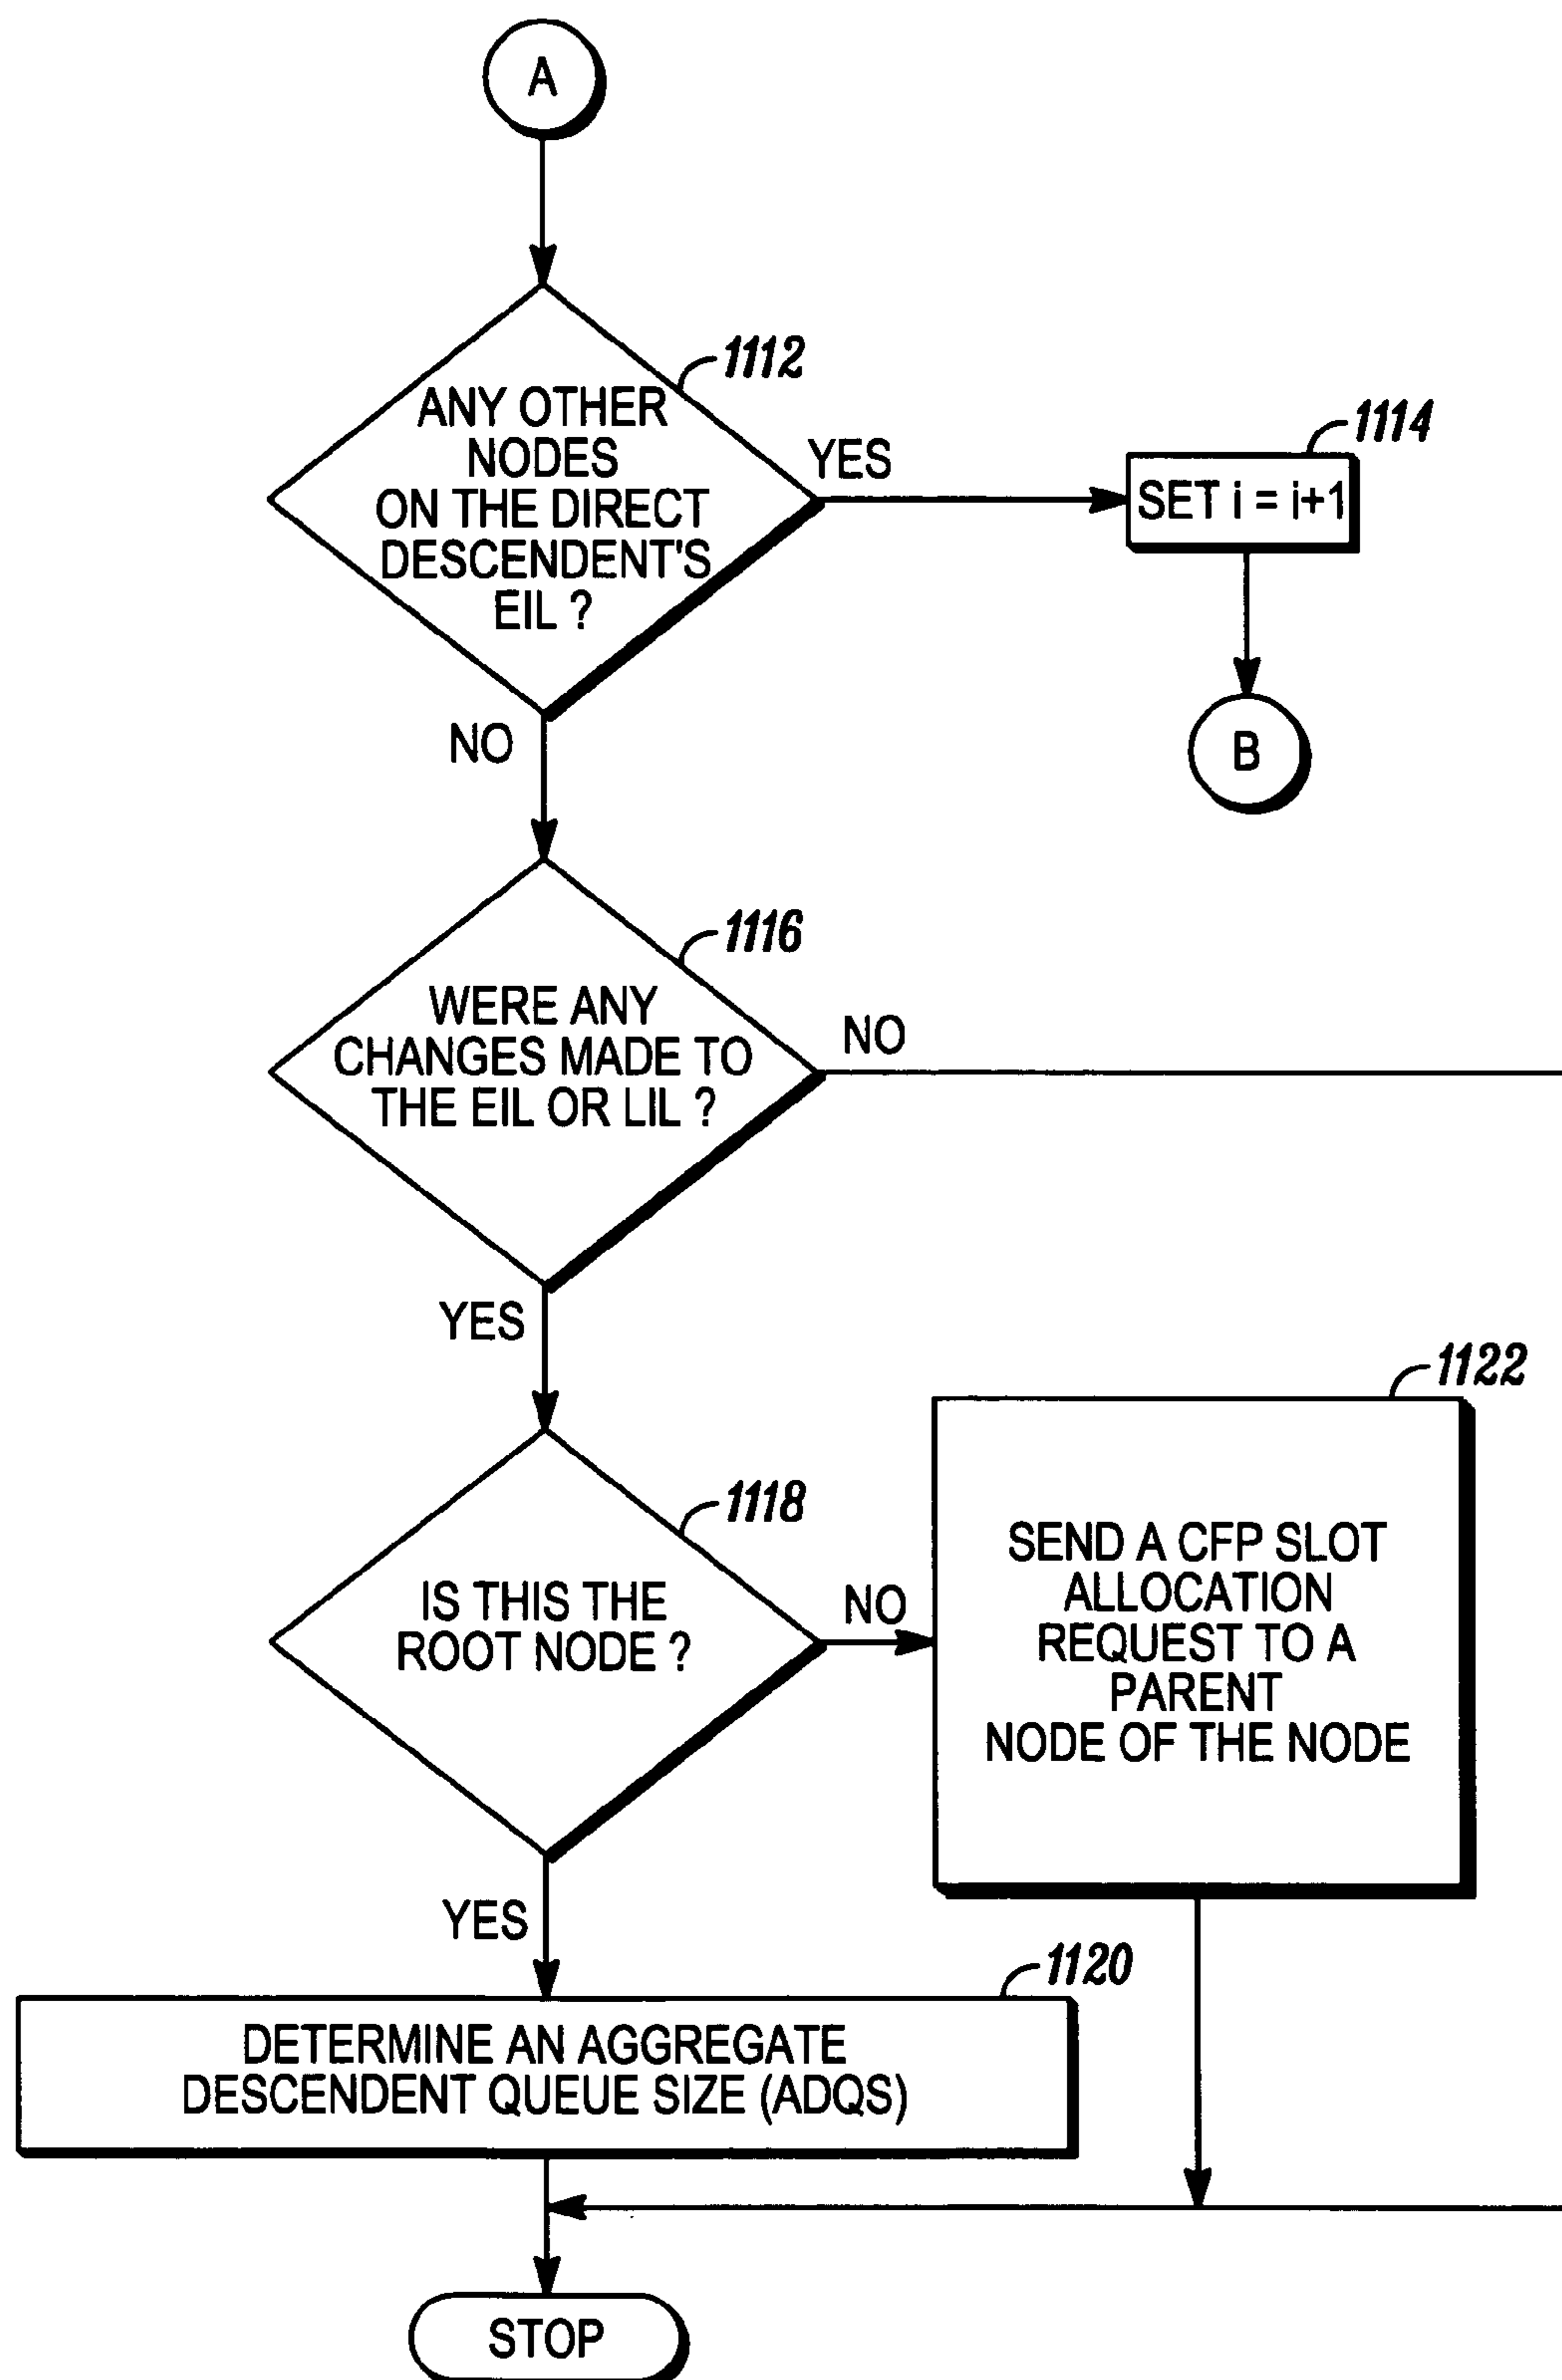 A
1112
ANY OTHER
NODES
ON THE DIRECT
DESCENDENT'S
EIL ?
YES
1114
SET i = i+1
B
NO
1116
WERE ANY
CHANGES MADE TO
THE EIL OR LIL ?
NO
YES
1118
IS THIS THE
ROOT NODE ?
NO
1122
SEND A CFP SLOT
ALLOCATION
REQUEST TO A
PARENT
NODE OF THE NODE
YES
1120
DETERMINE AN AGGREGATE
DESCENDENT QUEUE SIZE (ADQS)
STOP